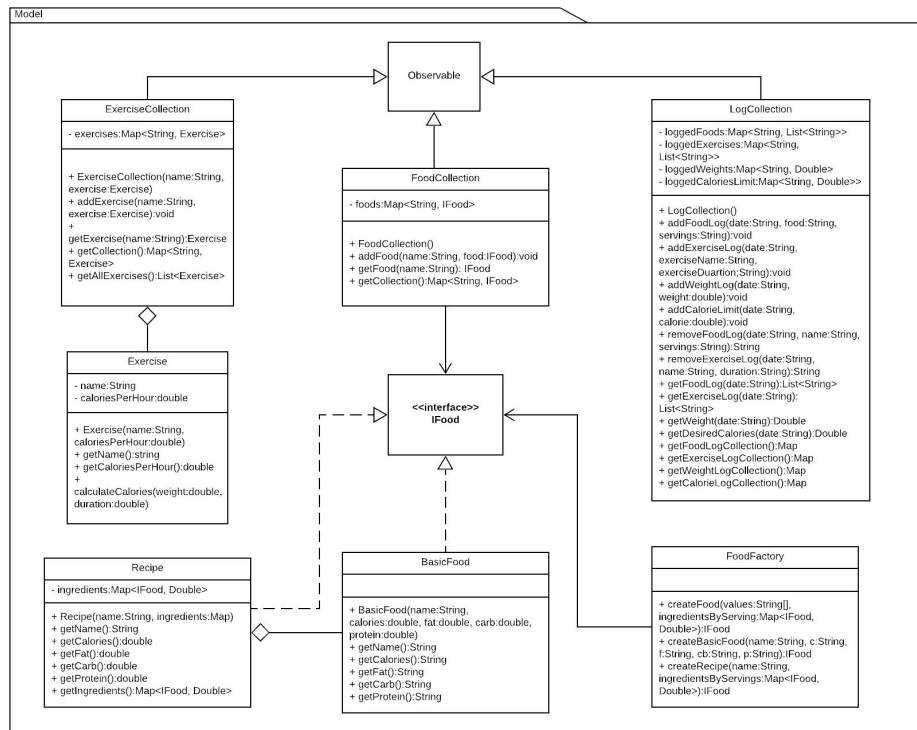 Model
Observable
ExerciseCollection
- exercises:Map<String, Exercise>
+ ExerciseCollection(name:String,
exercise:Exercise)
+ addExercise(name:String,
exercise:Exercise):void
+
getExercise(name:String):Exercise
+ getCollection():Map<String,
Exercise>
+ getAllExercises():List<Exercise>
FoodCollection
- foods:Map<String, IFood>
+ FoodCollection()
+ addFood(name:String, food:IFood):void
+ getFood(name:String): IFood
+ getCollection():Map<String, IFood>
LogCollection
- loggedFoods:Map<String, List<String>>
- loggedExercises:Map<String,
List<String>>
- loggedWeights:Map<String, Double>
- loggedCaloriesLimit:Map<String, Double>>
+ LogCollection()
+ addFoodLog(date:String, food:String,
servings:String):void
+ addExerciseLog(date:String,
exerciseName:String,
exerciseDuartion;String):void
+ addWeightLog(date:String,
weight:double):void
+ addCalorieLimit(date:String,
calorie:double):void
+ removeFoodLog(date:String, name:String,
servings:String):String
+ removeExerciseLog(date:String,
name:String, duration:String):String
+ getFoodLog(date:String):List<String>
+ getExerciseLog(date:String):
List<String>
+ getWeight(date:String):Double
+ getDesiredCalories(date:String):Double
+ getFoodLogCollection():Map
+ getExerciseLogCollection():Map
+ getWeightLogCollection():Map
+ getCalorieLogCollection():Map
Exercise
- name:String
- caloriesPerHour:double
+ Exercise(name:String,
caloriesPerHour:double)
+ getName():string
+ getCaloriesPerHour():double
+
calculateCalories(weight:double,
duration:double)
<<interface>>
IFood
Recipe
- ingredients:Map<IFood, Double>
+ Recipe(name:String, ingredients:Map)
+ getName():String
+ getCalories():double
+ getFat():double
+ getCarb():double
+ getProtein():double
+ getIngredients():Map<IFood, Double>
BasicFood
+ BasicFood(name:String,
calories:double, fat:double, carb:double,
protein:double)
+ getName():String
+ getCalories():String
+ getFat():String
+ getCarb():String
+ getProtein():String
FoodFactory
+ createFood(values:String[],
ingredientsByServing:Map<IFood,
Double>):IFood
+ createBasicFood(name:String, c:String,
f:String, cb:String, p:String):IFood
+ createRecipe(name:String,
ingredientsByServings:Map<IFood,
Double>):IFood